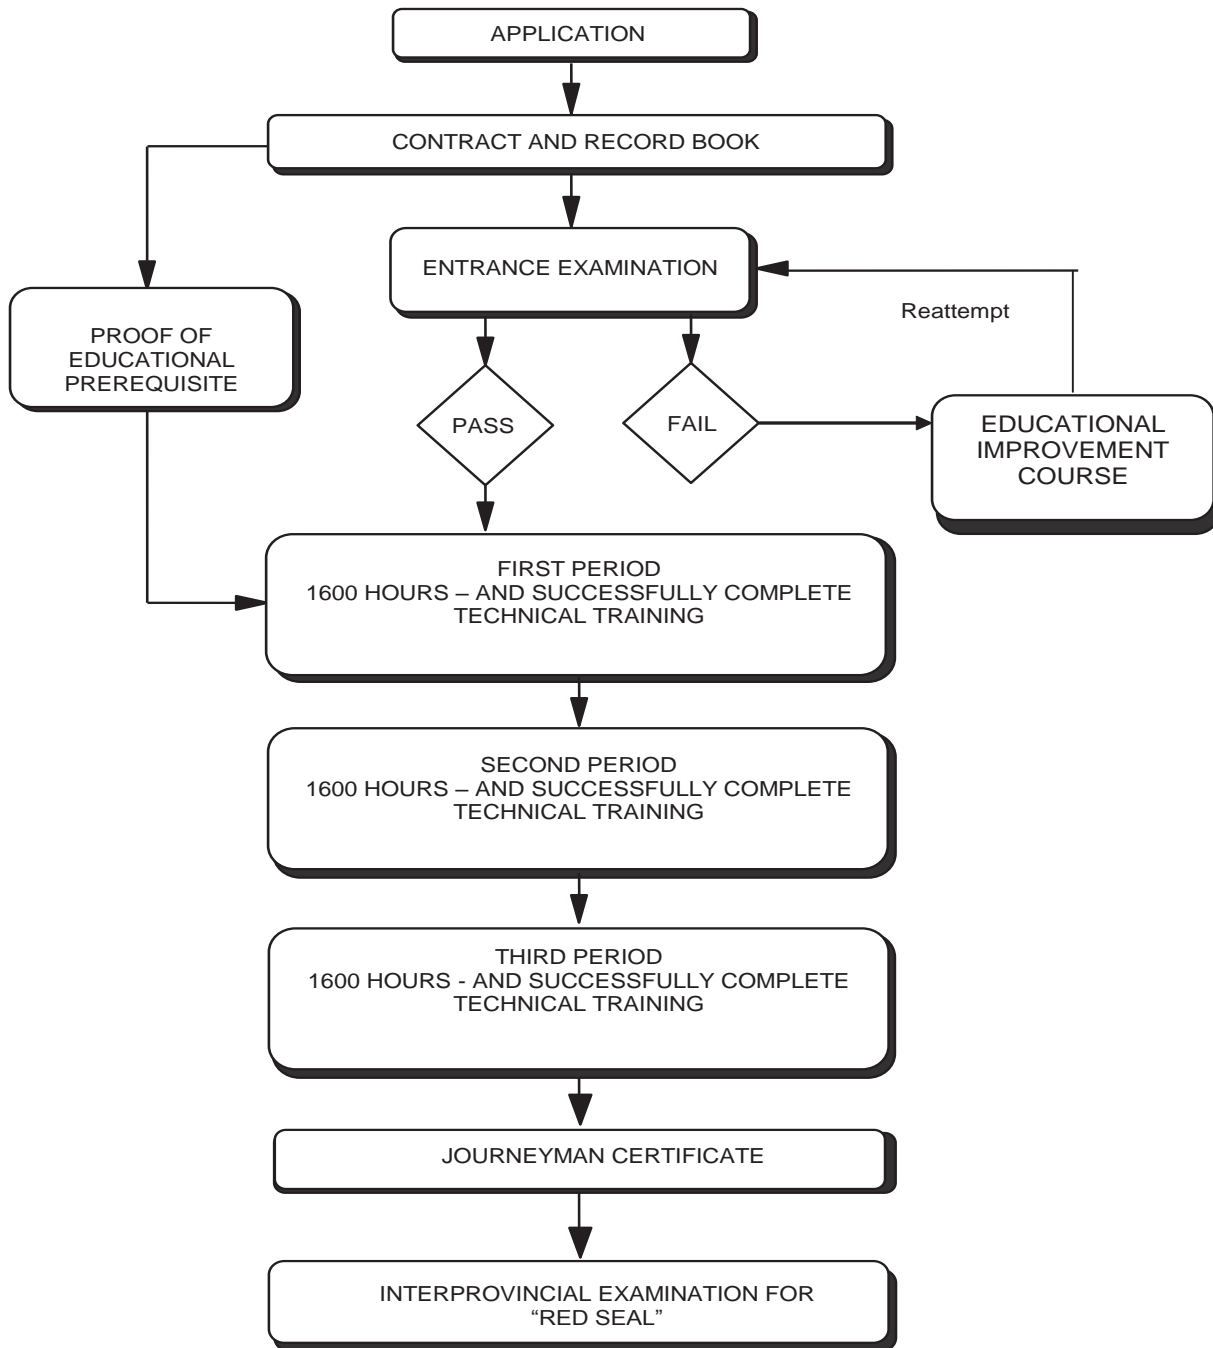 APPLICATION
CONTRACT AND RECORD BOOK
ENTRANCE EXAMINATION
Reattempt
PROOF OF
EDUCATIONAL
PREREQUISITE
PASS
FAIL
EDUCATIONAL
IMPROVEMENT
COURSE
FIRST PERIOD
1600 HOURS – AND SUCCESSFULLY COMPLETE
TECHNICAL TRAINING
SECOND PERIOD
1600 HOURS – AND SUCCESSFULLY COMPLETE
TECHNICAL TRAINING
THIRD PERIOD
1600 HOURS - AND SUCCESSFULLY COMPLETE
TECHNICAL TRAINING
JOURNEYMAN CERTIFICATE
INTERPROVINCIAL EXAMINATION FOR
“RED SEAL”